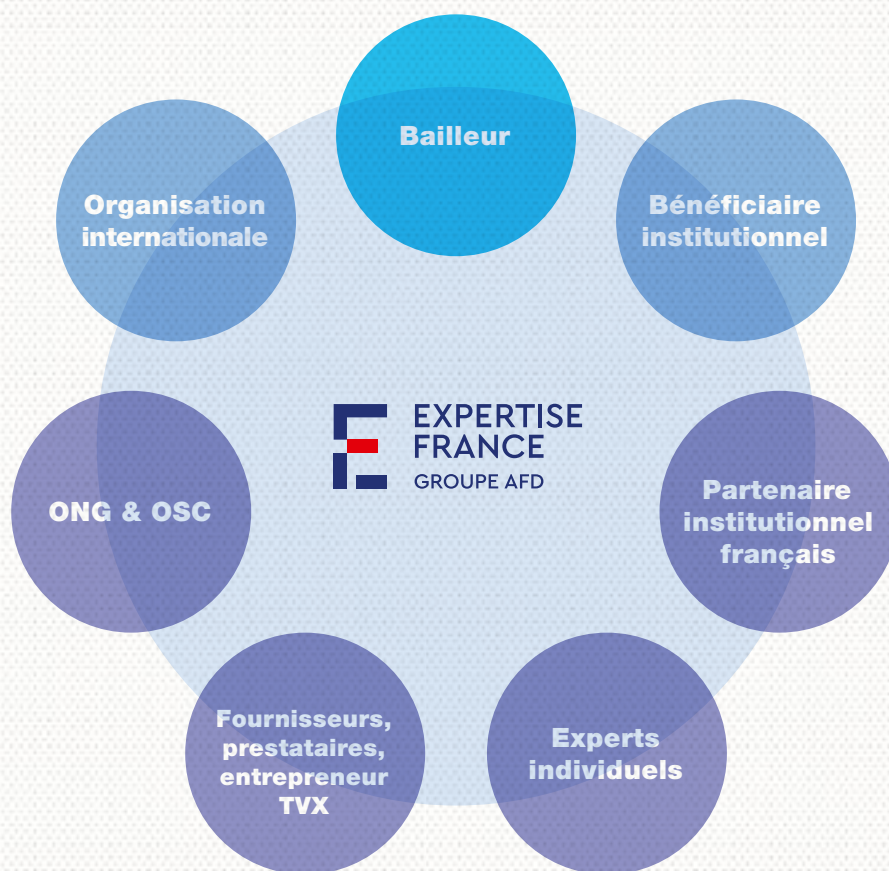 Bailleur
Organisation
internationale
Bénéficiaire
institutionnel
EXPERTISE
FRANCE
GROUPE AFD
ONG & OSC
Partenaire
institutionnel
français
Fournisseurs,
prestataires,
entrepreneur
TVX
Experts
individuels